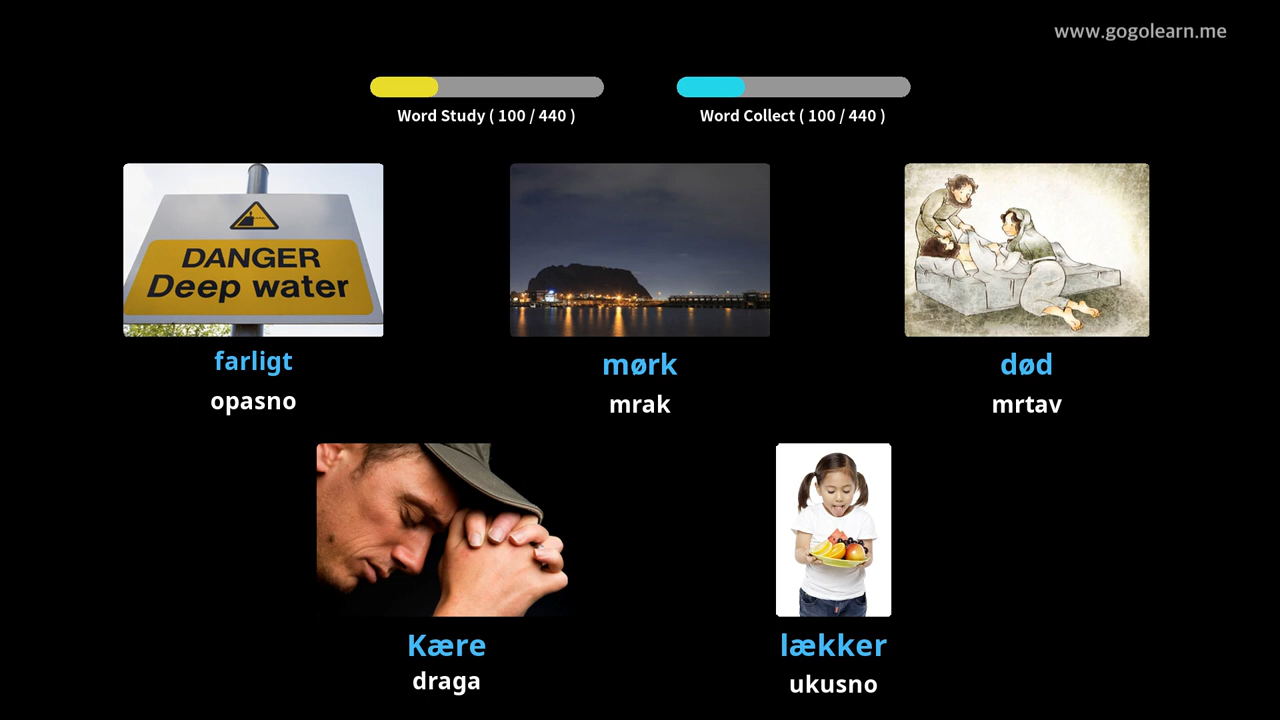 www.gogolearn.me
Word Study ( 100 / 440 )
Word Collect ( 100 / 440 )
DANGER
Deep water
farligt
mørk
død
opasno
mrak
mrtav
Kære
lækker
draga
ukusno